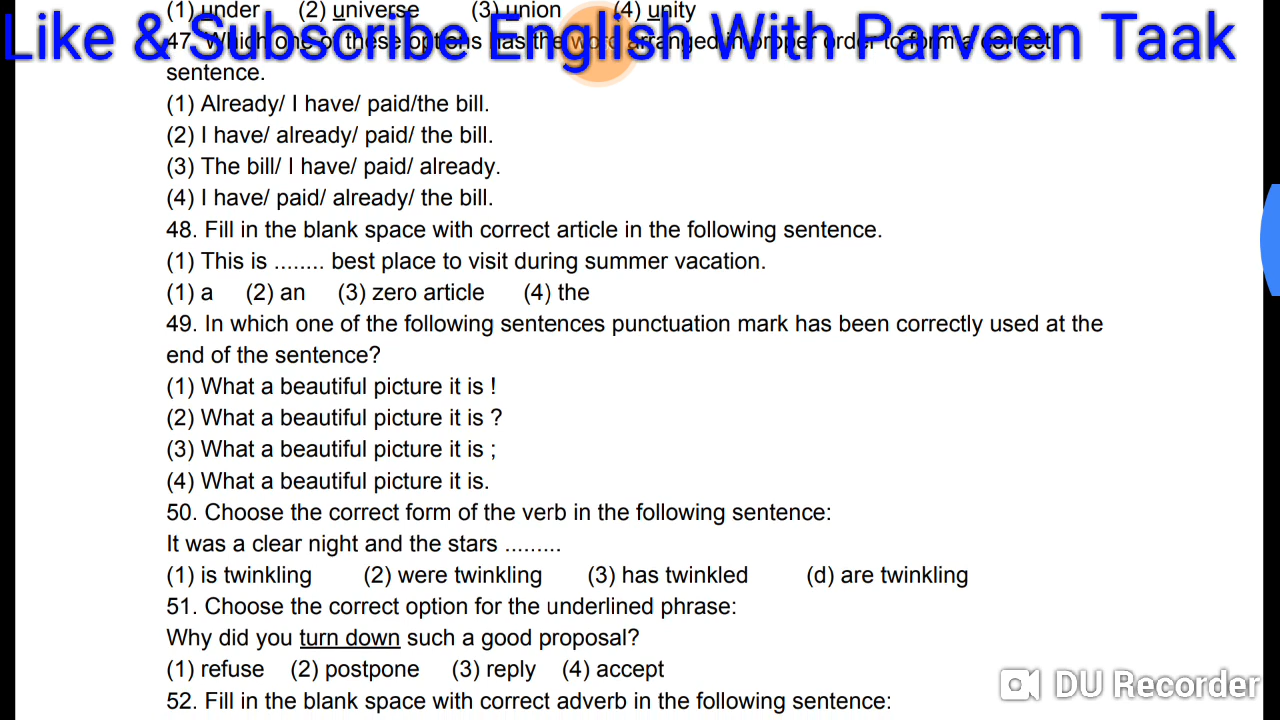 (1) under (2) universe (3) union (4) unity
Like & Subscribe English With Parveen Taak
47. Which one of these options has the word arranged in proper order to form a correct
sentence.
(1) Already/ I have/ paid/the bill.
(2) I have/ already/ paid/ the bill.
(3) The bill/ I have/ paid/ already.
(4) I have/ paid/ already/ the bill.
48. Fill in the blank space with correct article in the following sentence.
(1) This is ........ best place to visit during summer vacation.
(1) a (2) an (3) zero article (4) the
49. In which one of the following sentences punctuation mark has been correctly used at the
end of the sentence?
(1) What a beautiful picture it is !
(2) What a beautiful picture it is ?
(3) What a beautiful picture it is ;
(4) What a beautiful picture it is.
50. Choose the correct form of the verb in the following sentence:
It was a clear night and the stars .........
(1) is twinkling (2) were twinkling (3) has twinkled (d) are twinkling
51. Choose the correct option for the underlined phrase:
Why did you turn down such a good proposal?
(1) refuse (2) postpone (3) reply (4) accept
DU Recorder
52. Fill in the blank space with correct adverb in the following sentence: